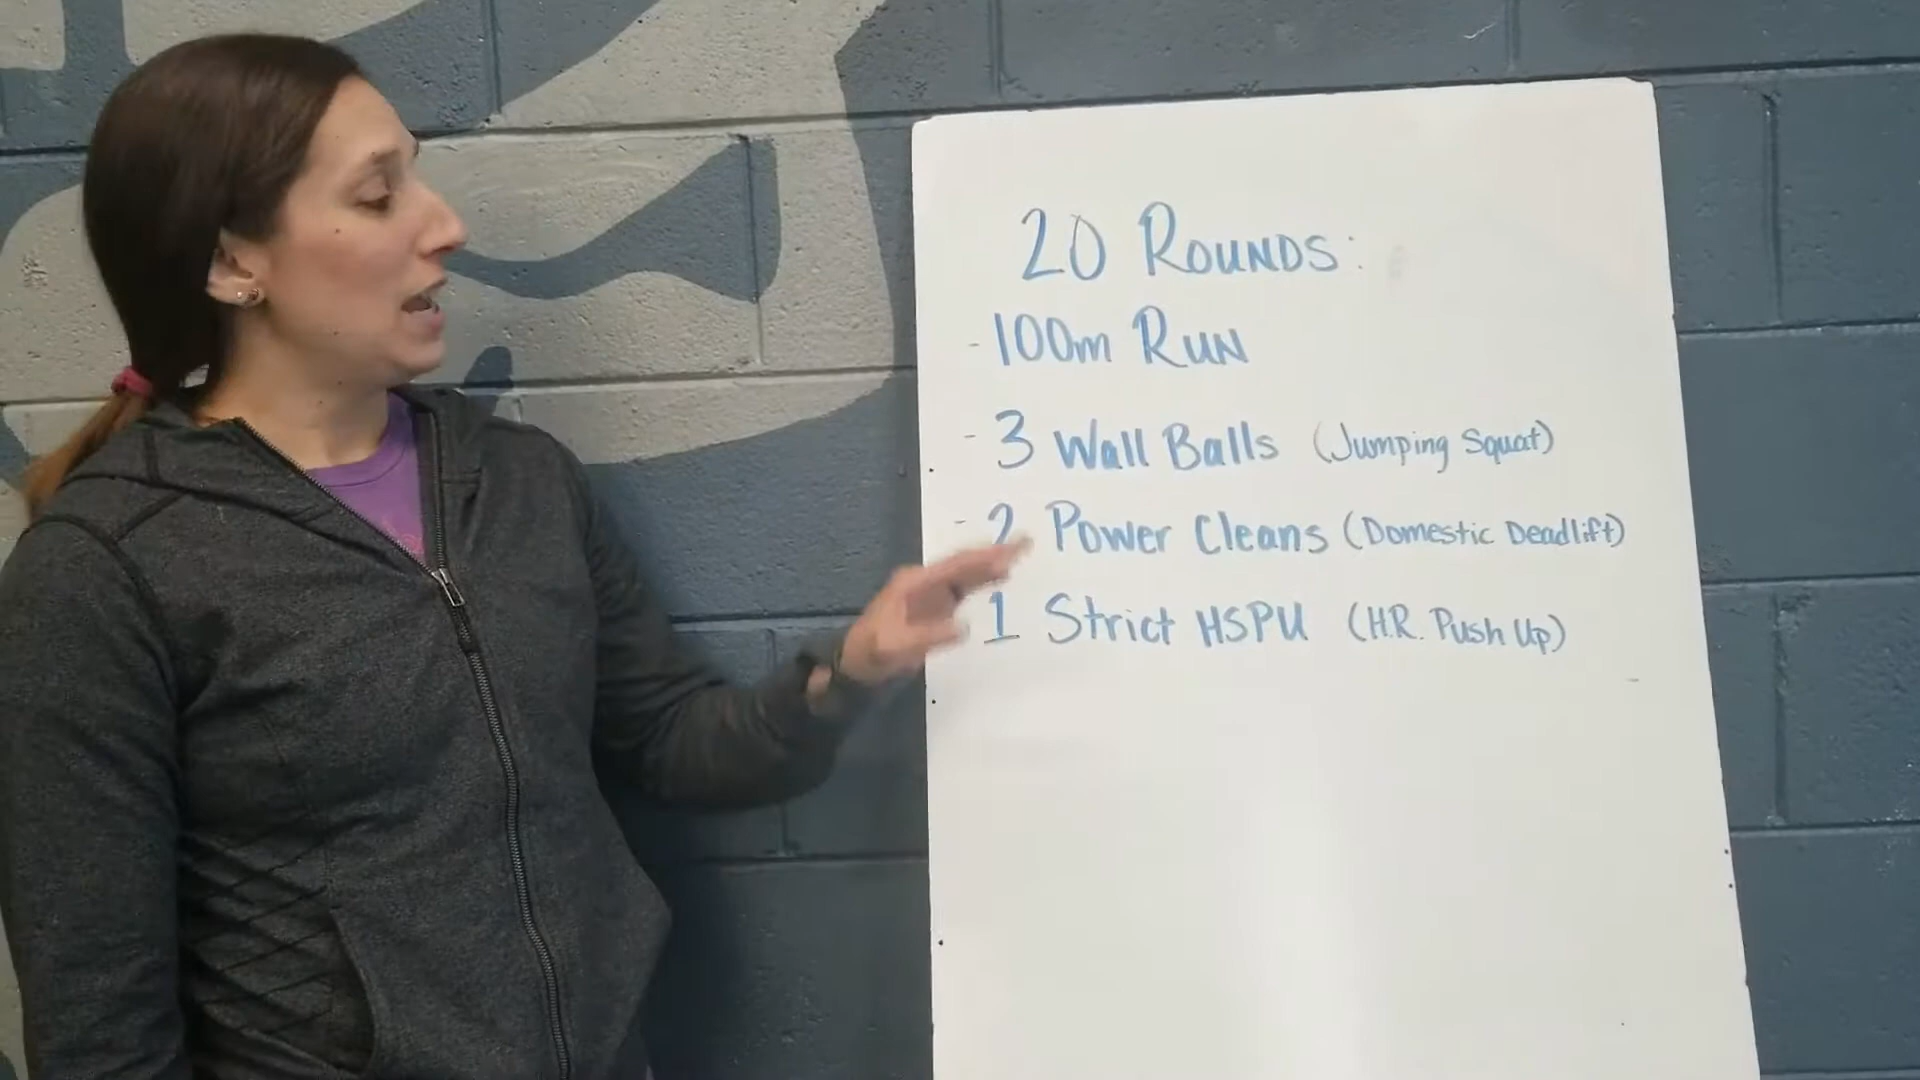 20 ROUNDS:
- 100m RUN
- 3 Wall Balls (Jumping Squat)
- 2 Power Cleans (Domestic Deadlift)
1 Strict HSPU (H.R. Push Up)